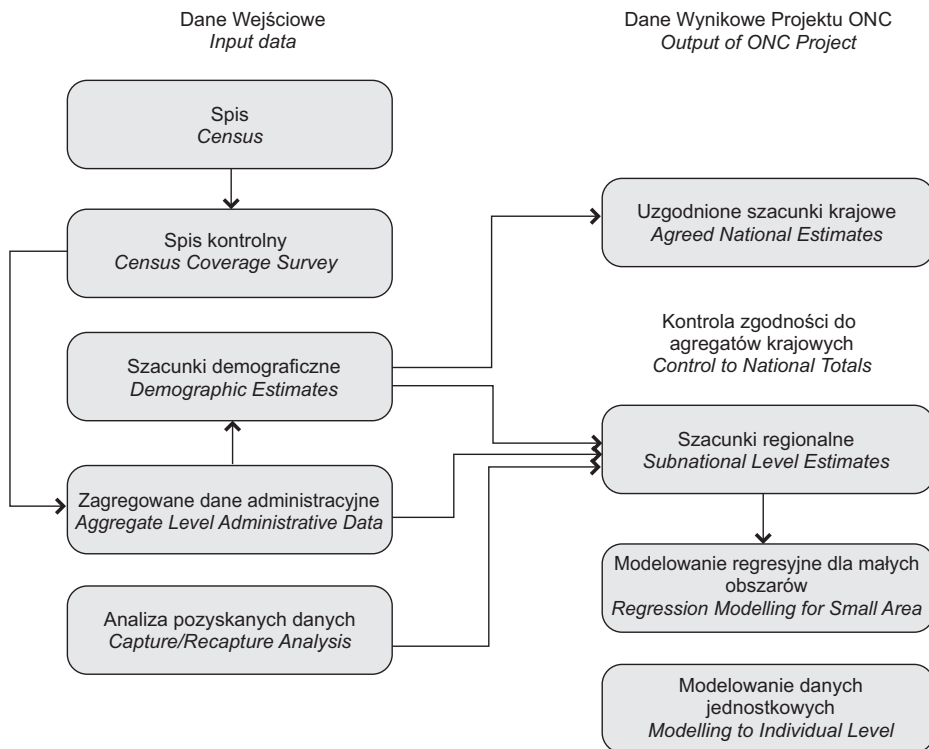 Dane Wejściowe
Input data
Spis
Census
Spis kontrolny
Census Coverage Survey
Szacunki demograficzne
Demographic Estimates
Zagregowane dane administracyjne
Aggregate Level Administrative Data
Analiza pozyskanych danych
Capture/Recapture Analysis
Dane Wynikowe Projektu ONC
Output of ONC Project
Uzgodnione szacunki krajowe
Agreed National Estimates
Kontrola zgodności do
agregatów krajowych
Control to National Totals
Szacunki regionalne
Subnational Level Estimates
Modelowanie regresyjne dla małych
obszarów
Regression Modelling for Small Area
Modelowanie danych
jednostkowych
Modelling to Individual Level